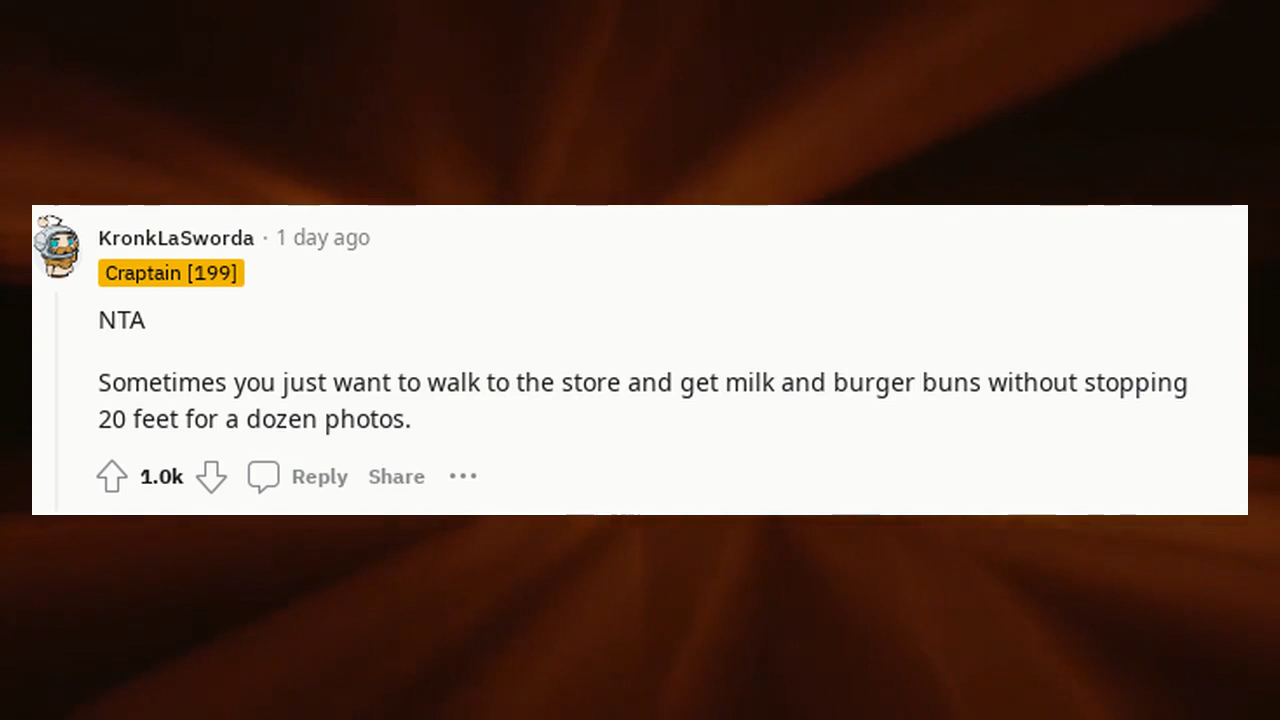 KronkLaSworda · 1 day ago
Craptain [199]
NTA
Sometimes you just want to walk to the store and get milk and burger buns without stopping
20 feet for a dozen photos.
1.0k Reply Share ···